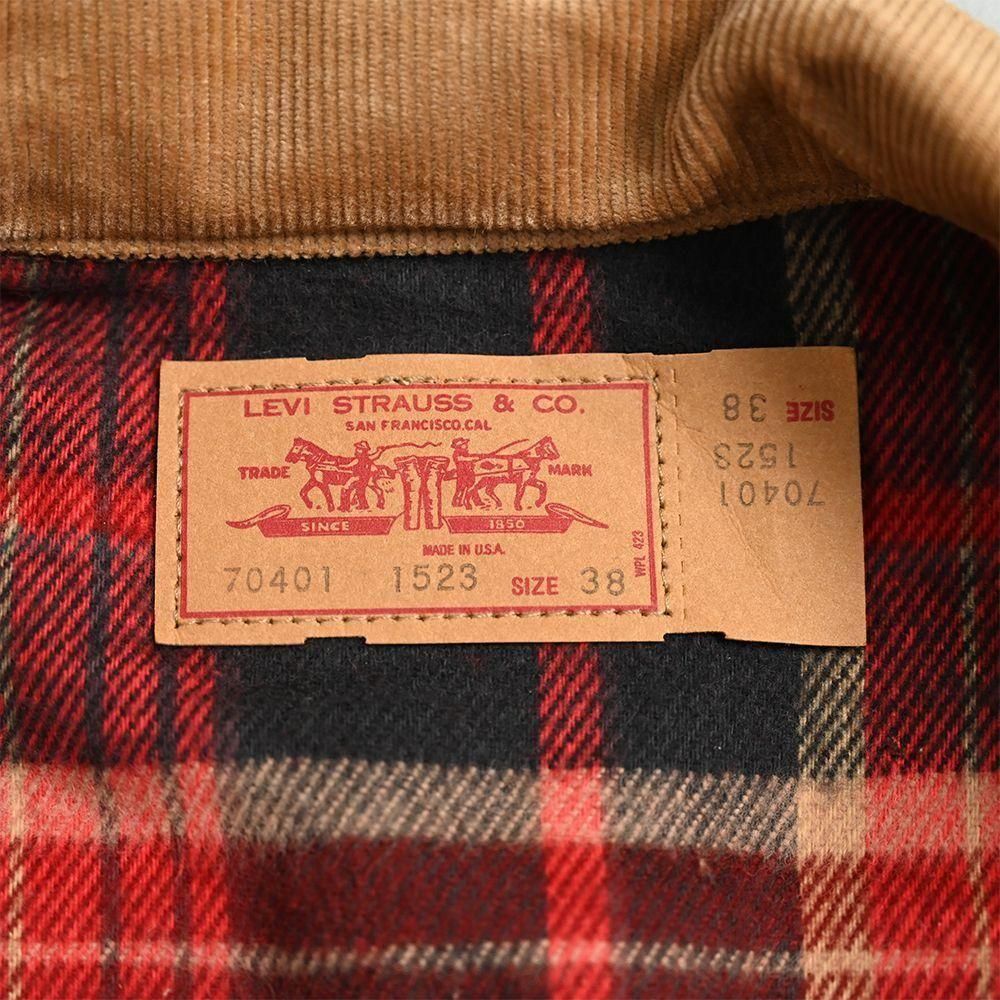 LEVI STRAUSS & CO.
SAN FRANCISCO.CAL
TRADE MARK
SINCE 1850
MADE IN U.S.A.
70401 1523 SIZE 38
WPL 423
SIZE 38
1523
70401